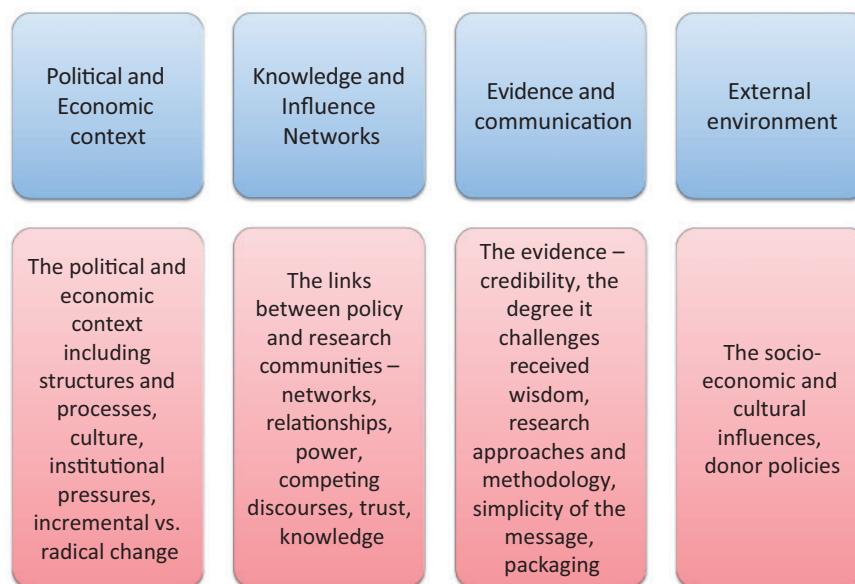 Political and
Economic
context
Knowledge and
Influence
Networks
Evidence and
communication
External
environment
The political and
economic
context
including
structures and
processes,
culture,
institutional
pressures,
incremental vs.
radical change
The links
between policy
and research
communities –
networks,
relationships,
power,
competing
discourses, trust,
knowledge
The evidence –
credibility, the
degree it
challenges
received
wisdom,
research
approaches and
methodology,
simplicity of the
message,
packaging
The socio-
economic and
cultural
influences,
donor policies